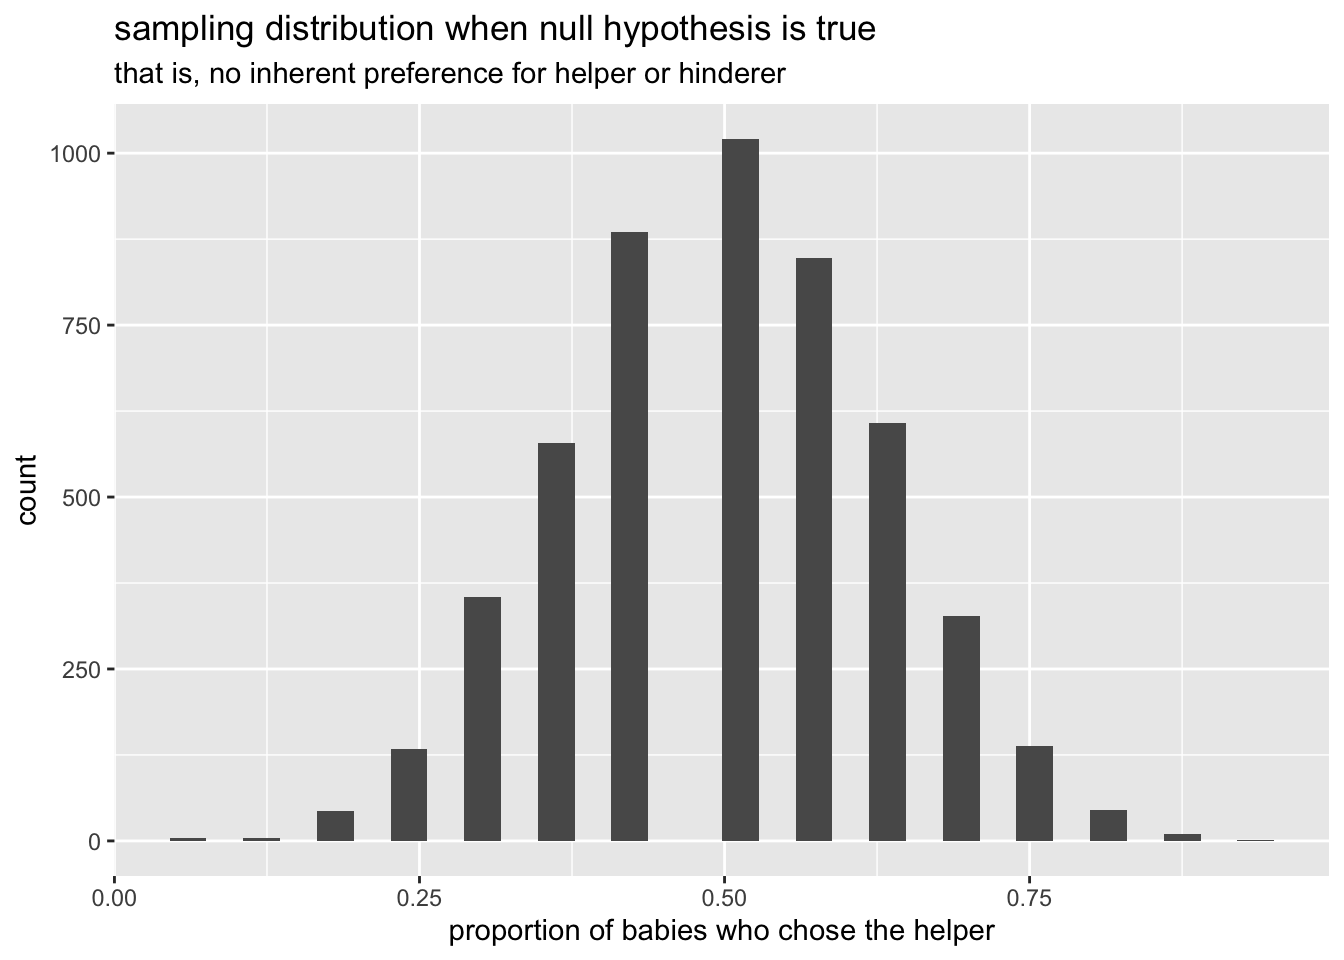 sampling distribution when null hypothesis is true
that is, no inherent preference for helper or hinderer
1000
750
500
250
0
count
0.00 0.25 0.50 0.75
proportion of babies who chose the helper